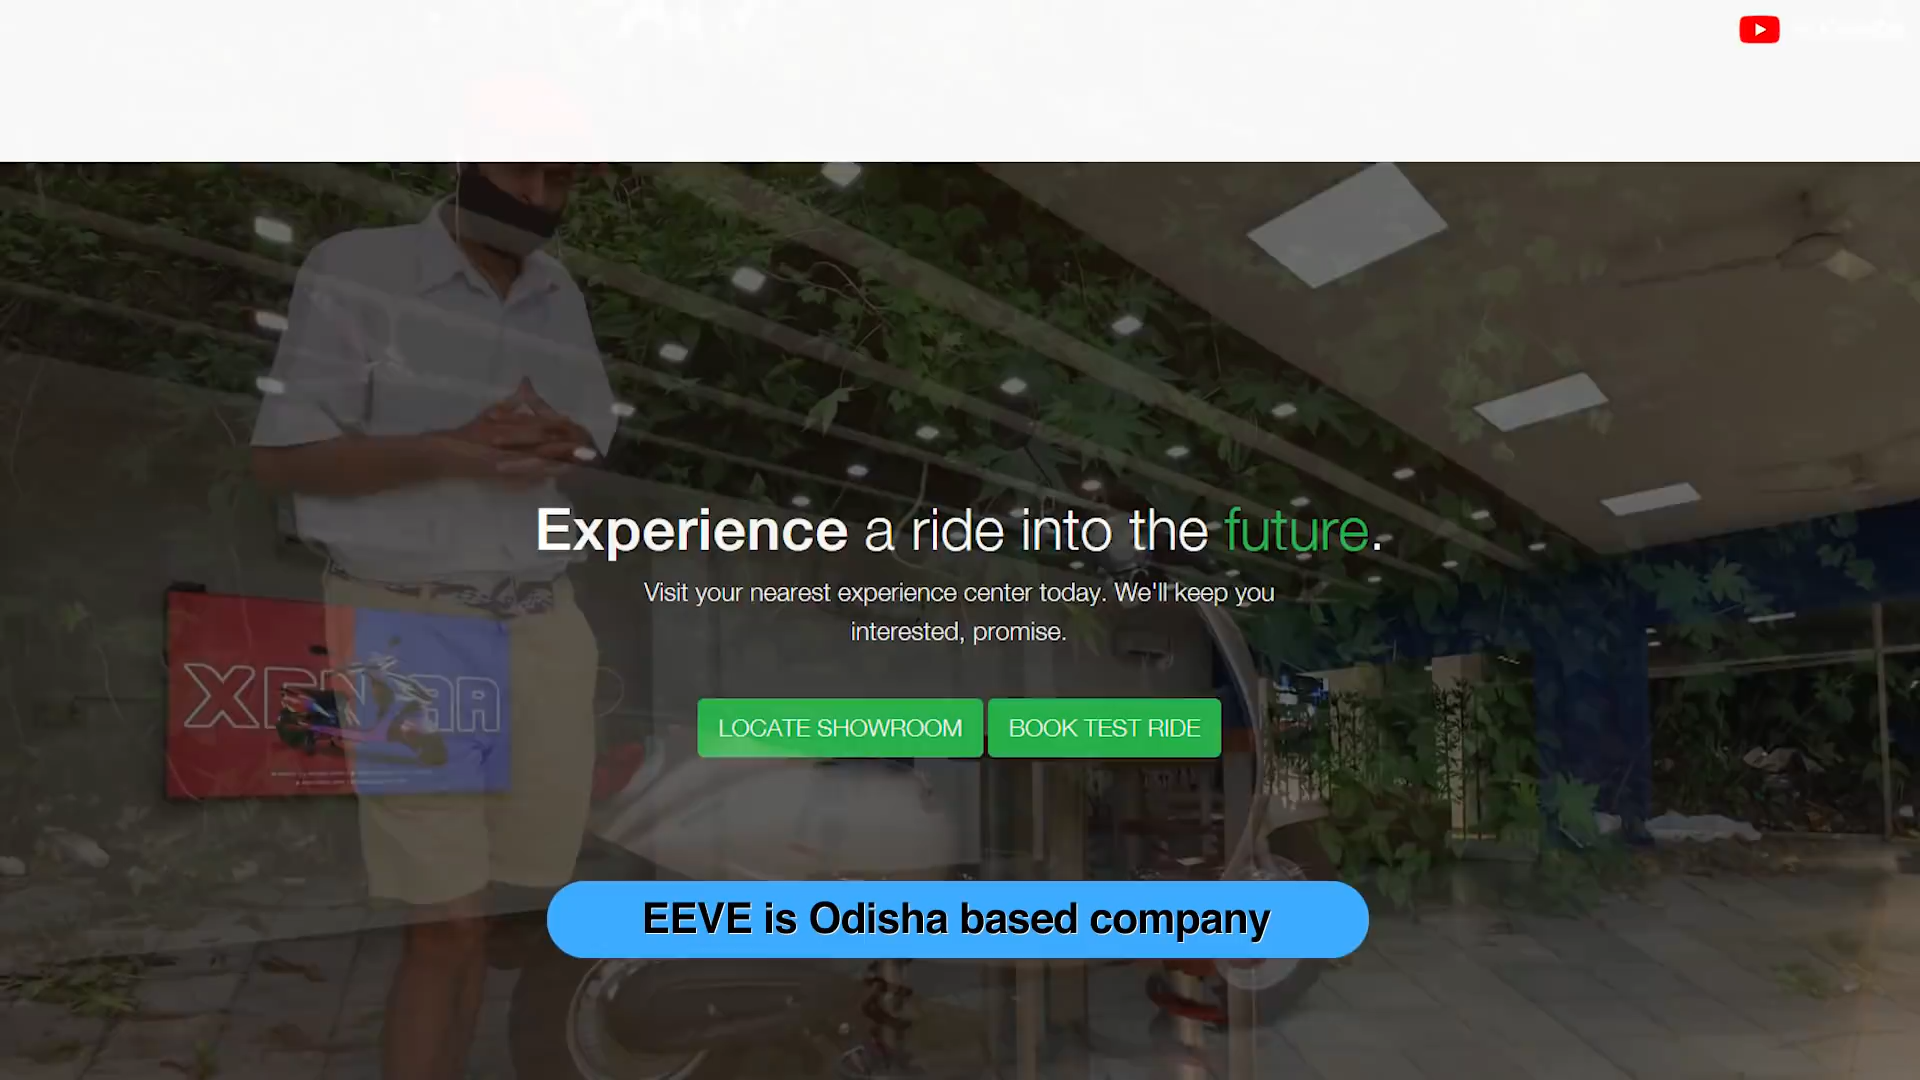 Experience a ride into the future.
Visit your nearest experience center today. We'll keep you
interested, promise.
LOCATE SHOWROOM BOOK TEST RIDE
EEVE is Odisha based company